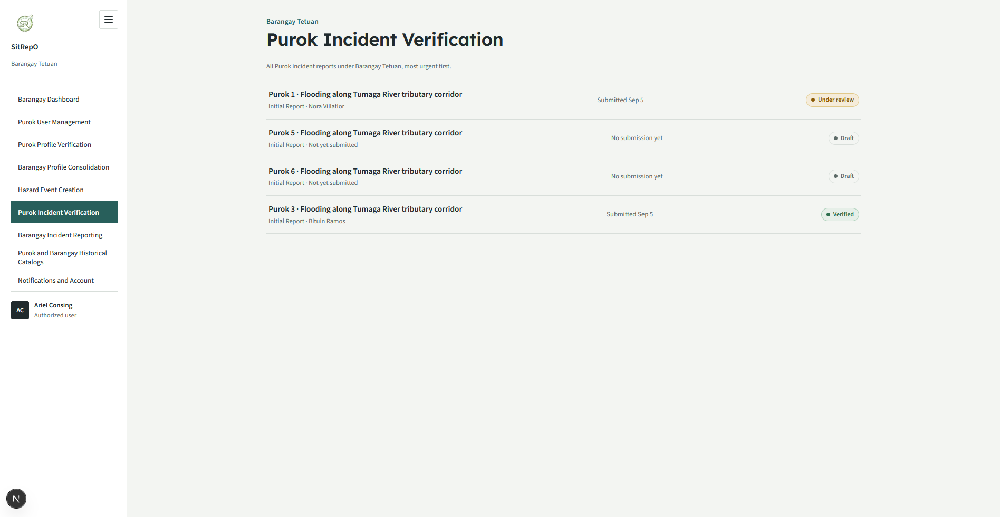 SR
SitRepO
Barangay Tetuan
Barangay Dashboard
Purok User Management
Purok Profile Verification
Barangay Profile Consolidation
Hazard Event Creation
Purok Incident Verification
Barangay Incident Reporting
Purok and Barangay Historical
Catalogs
Notifications and Account
AC
Ariel Consing
Authorized user
N
Barangay Tetuan
Purok Incident Verification
All Purok incident reports under Barangay Tetuan, most urgent first.
Purok 1 · Flooding along Tumaga River tributary corridor
Initial Report · Nora Villaflor
Submitted Sep 5
Under review
Purok 5 · Flooding along Tumaga River tributary corridor
Initial Report · Not yet submitted
No submission yet
Draft
Purok 6 · Flooding along Tumaga River tributary corridor
Initial Report · Not yet submitted
No submission yet
Draft
Purok 3 · Flooding along Tumaga River tributary corridor
Initial Report · Bituin Ramos
Submitted Sep 5
Verified